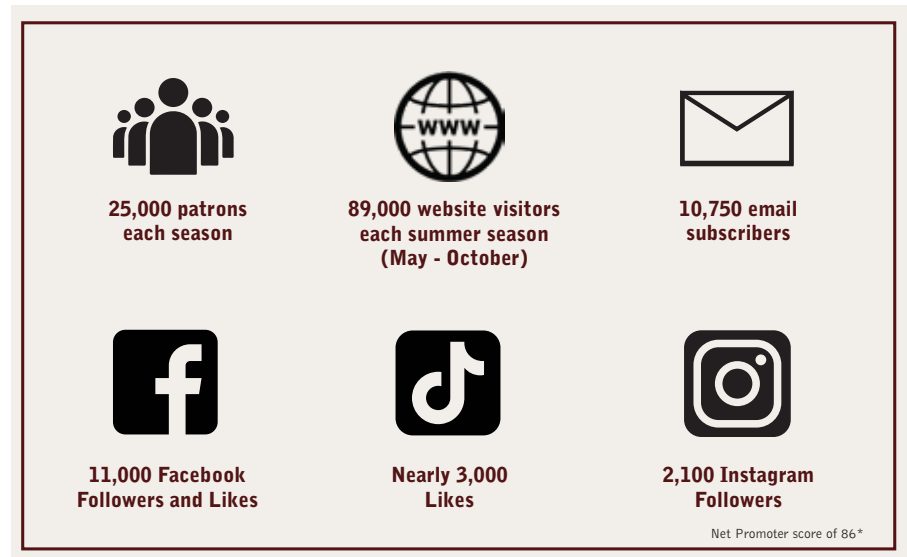 WWW
25,000 patrons
each season
89,000 website visitors
each summer season
(May - October)
10,750 email
subscribers
11,000 Facebook
Followers and Likes
Nearly 3,000
Likes
2,100 Instagram
Followers
Net Promoter score of 86*